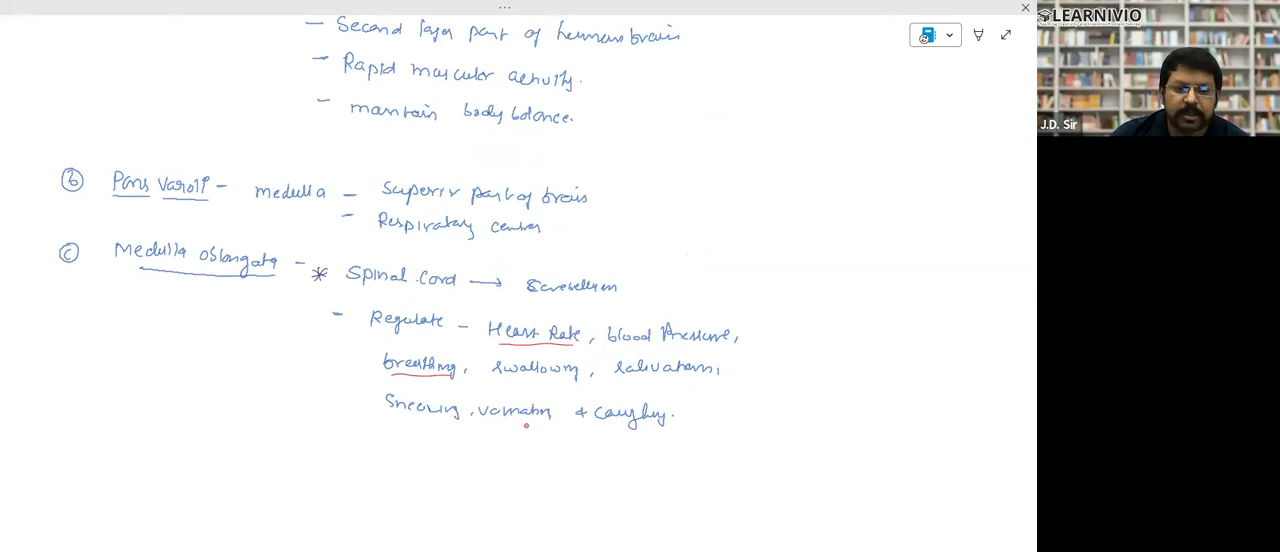 LEARNIVIO
- Second larger part of human brain
- Rapid muscular activity.
- maintain body balance.
J.D. Sir
b Pons Varolii - medulla - Superior part of brain
- Respiratory center
c Medulla oblongata - * Spinal Cord → Cerebellum
- Regulate - Heart Rate, blood Pressure,
breathing, swallowing, salivation,
Sneezing, vomiting + Coughing.